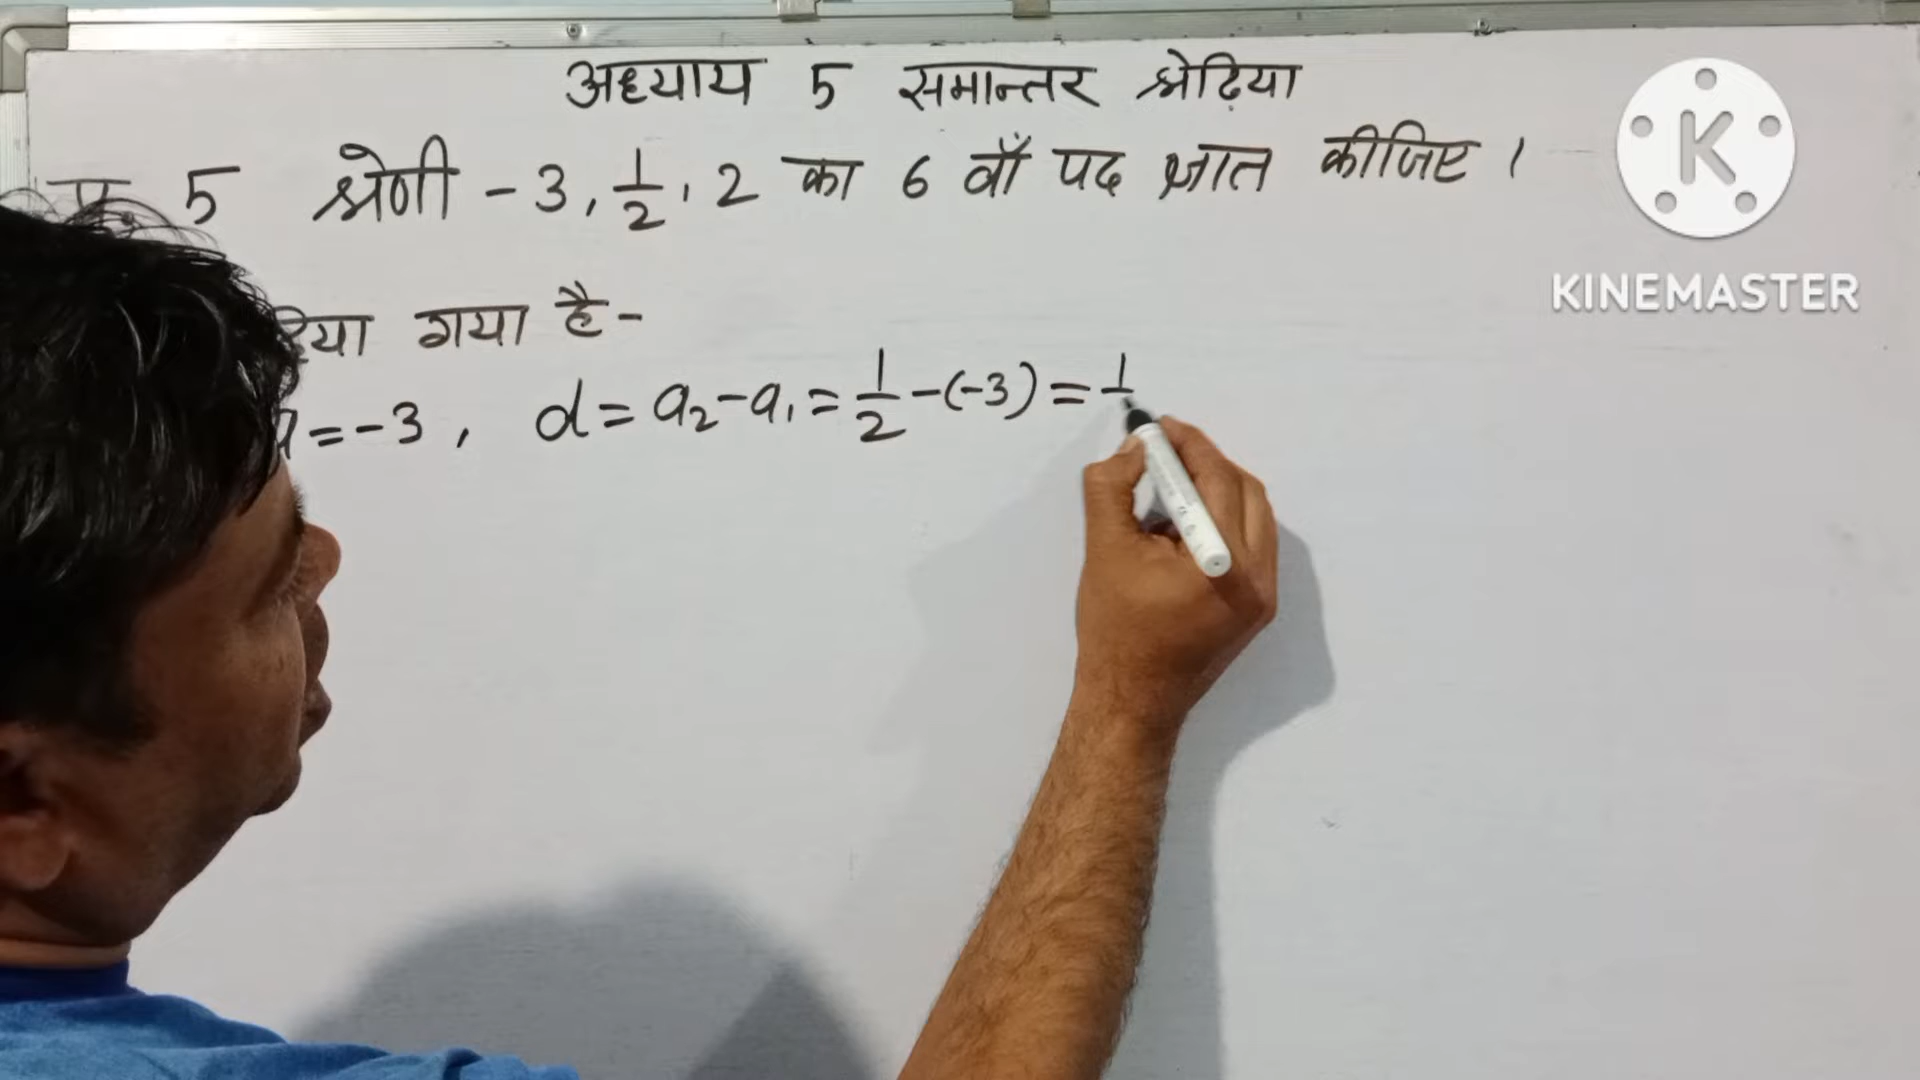 अध्याय 5 समान्तर श्रेढ़िया
प्र. 5 श्रेणी -3, 1/2, 2 का 6 वाँ पद ज्ञात कीजिए ।
दिया गया है-
a = -3, d = a₂ - a₁ = 1/2 - (-3) = 1
KINEMASTER